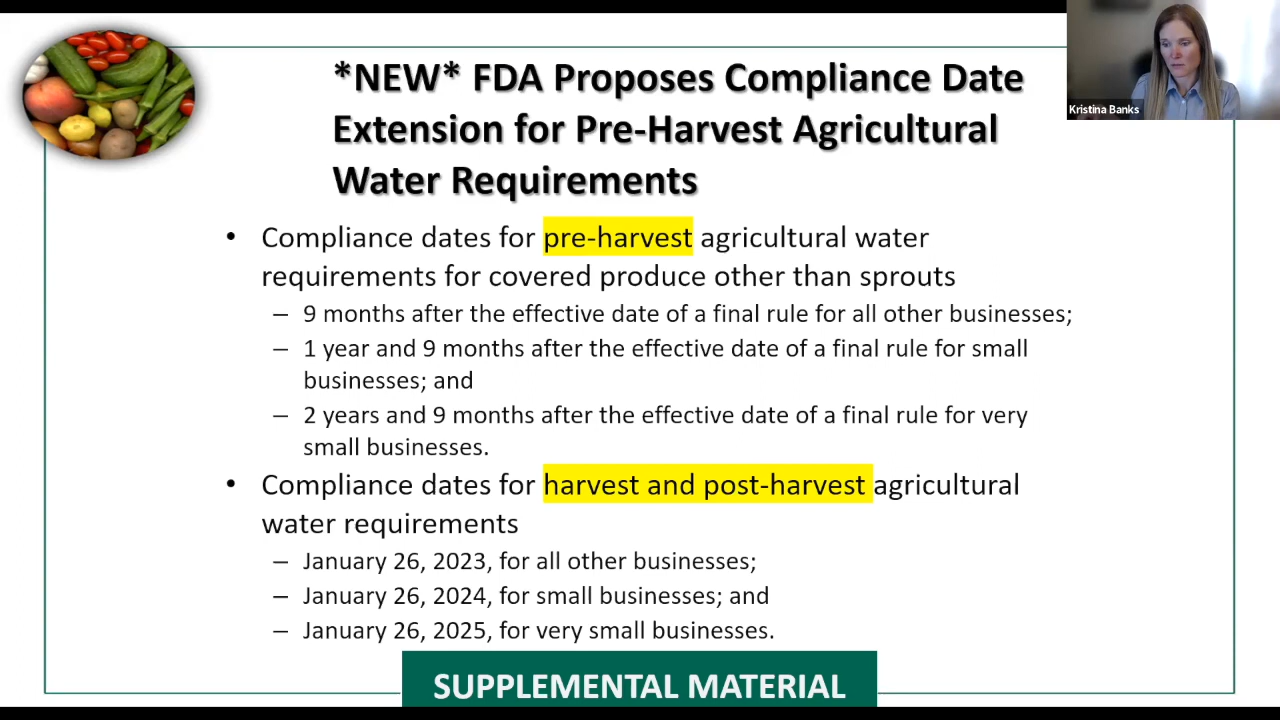 *NEW* FDA Proposes Compliance Date
Extension for Pre-Harvest Agricultural
Water Requirements
Kristina Banks
• Compliance dates for pre-harvest agricultural water
requirements for covered produce other than sprouts
– 9 months after the effective date of a final rule for all other businesses;
– 1 year and 9 months after the effective date of a final rule for small
businesses; and
– 2 years and 9 months after the effective date of a final rule for very
small businesses.
• Compliance dates for harvest and post-harvest agricultural
water requirements
– January 26, 2023, for all other businesses;
– January 26, 2024, for small businesses; and
– January 26, 2025, for very small businesses.
SUPPLEMENTAL MATERIAL